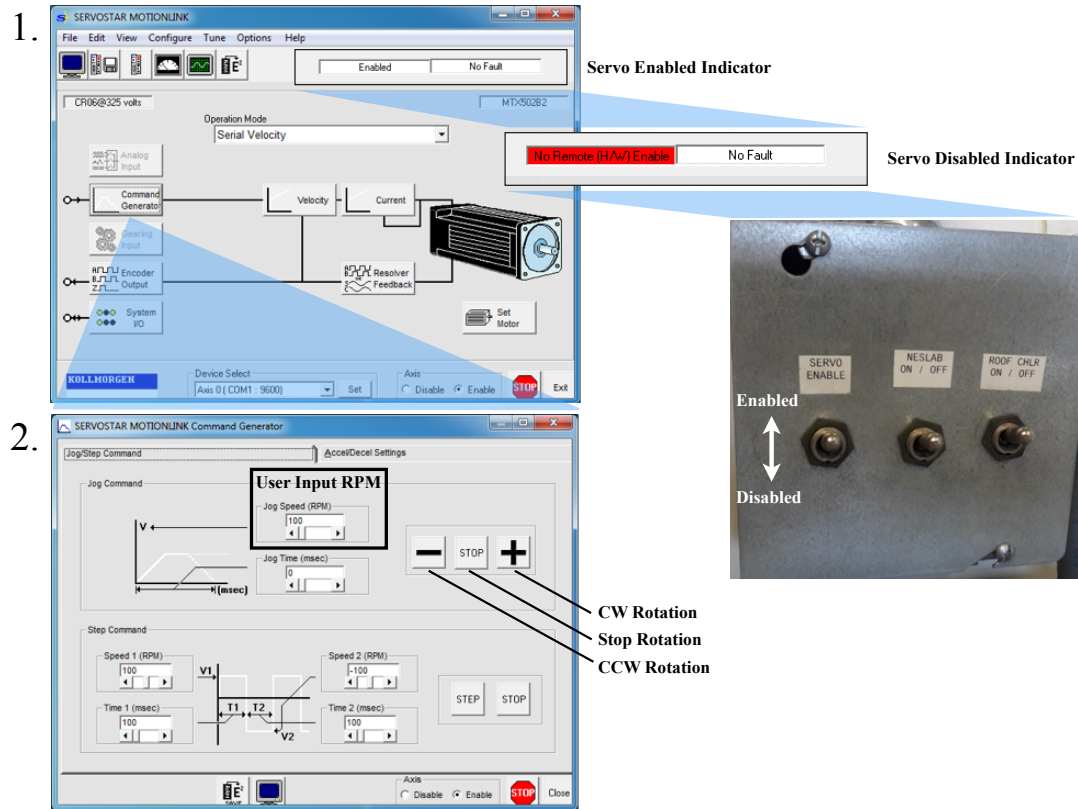 1.
SERVOSTAR MOTIONLINK
File Edit View Configure Tune Options Help
Enabled No Fault
Servo Enabled Indicator
CR06@325 volts
MTX502B2
Operation Mode
Serial Velocity
No Remote (H/W) Enable No Fault
Servo Disabled Indicator
Analog
Input
Command
Generator
Velocity
Current
Gearing
Input
Encoder
Output
Resolver
Feedback
System
I/O
Set
Motor
KOLLMORGEN
Device Select
Axis 0 ( COM1 : 9600)
Set
Axis
Disable Enable
STOP
Exit
SERVO
ENABLE
NESLAB
ON / OFF
ROOF CHLR
ON / OFF
Enabled
Disabled
2.
SERVOSTAR MOTIONLINK Command Generator
Jog/Step Command
Accel/Decel Settings
Jog Command
User Input RPM
Jog Speed (RPM)
100
V
Jog Time (msec)
0
(msec)
STOP
CW Rotation
Stop Rotation
CCW Rotation
Step Command
Speed 1 (RPM)
100
V1
Speed 2 (RPM)
-100
T1 T2
Time 1 (msec)
100
V2
Time 2 (msec)
100
STEP
STOP
E²
SAVE
Axis
Disable Enable
STOP
Close